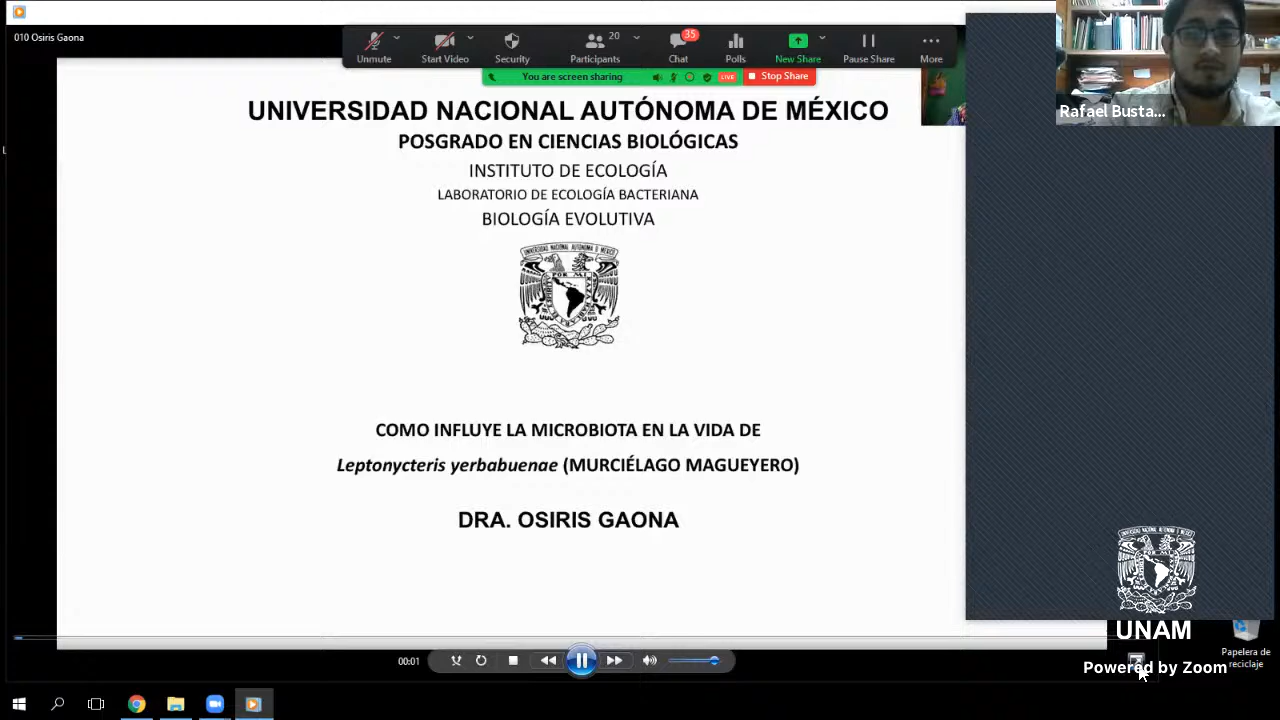 010 Osiris Gaona
Unmute
Start Video
Security
20
Participants
35
Chat
Polls
New Share
Pause Share
More
You are screen sharing
LIVE
Stop Share
Rafael Busta...
UNIVERSIDAD NACIONAL AUTÓNOMA DE MÉXICO
POSGRADO EN CIENCIAS BIOLÓGICAS
INSTITUTO DE ECOLOGÍA
LABORATORIO DE ECOLOGÍA BACTERIANA
BIOLOGÍA EVOLUTIVA
COMO INFLUYE LA MICROBIOTA EN LA VIDA DE
Leptonycteris yerbabuenae (MURCIÉLAGO MAGUEYERO)
DRA. OSIRIS GAONA
UNAM
Powered by Zoom
Papelera de
reciclaje
00:01